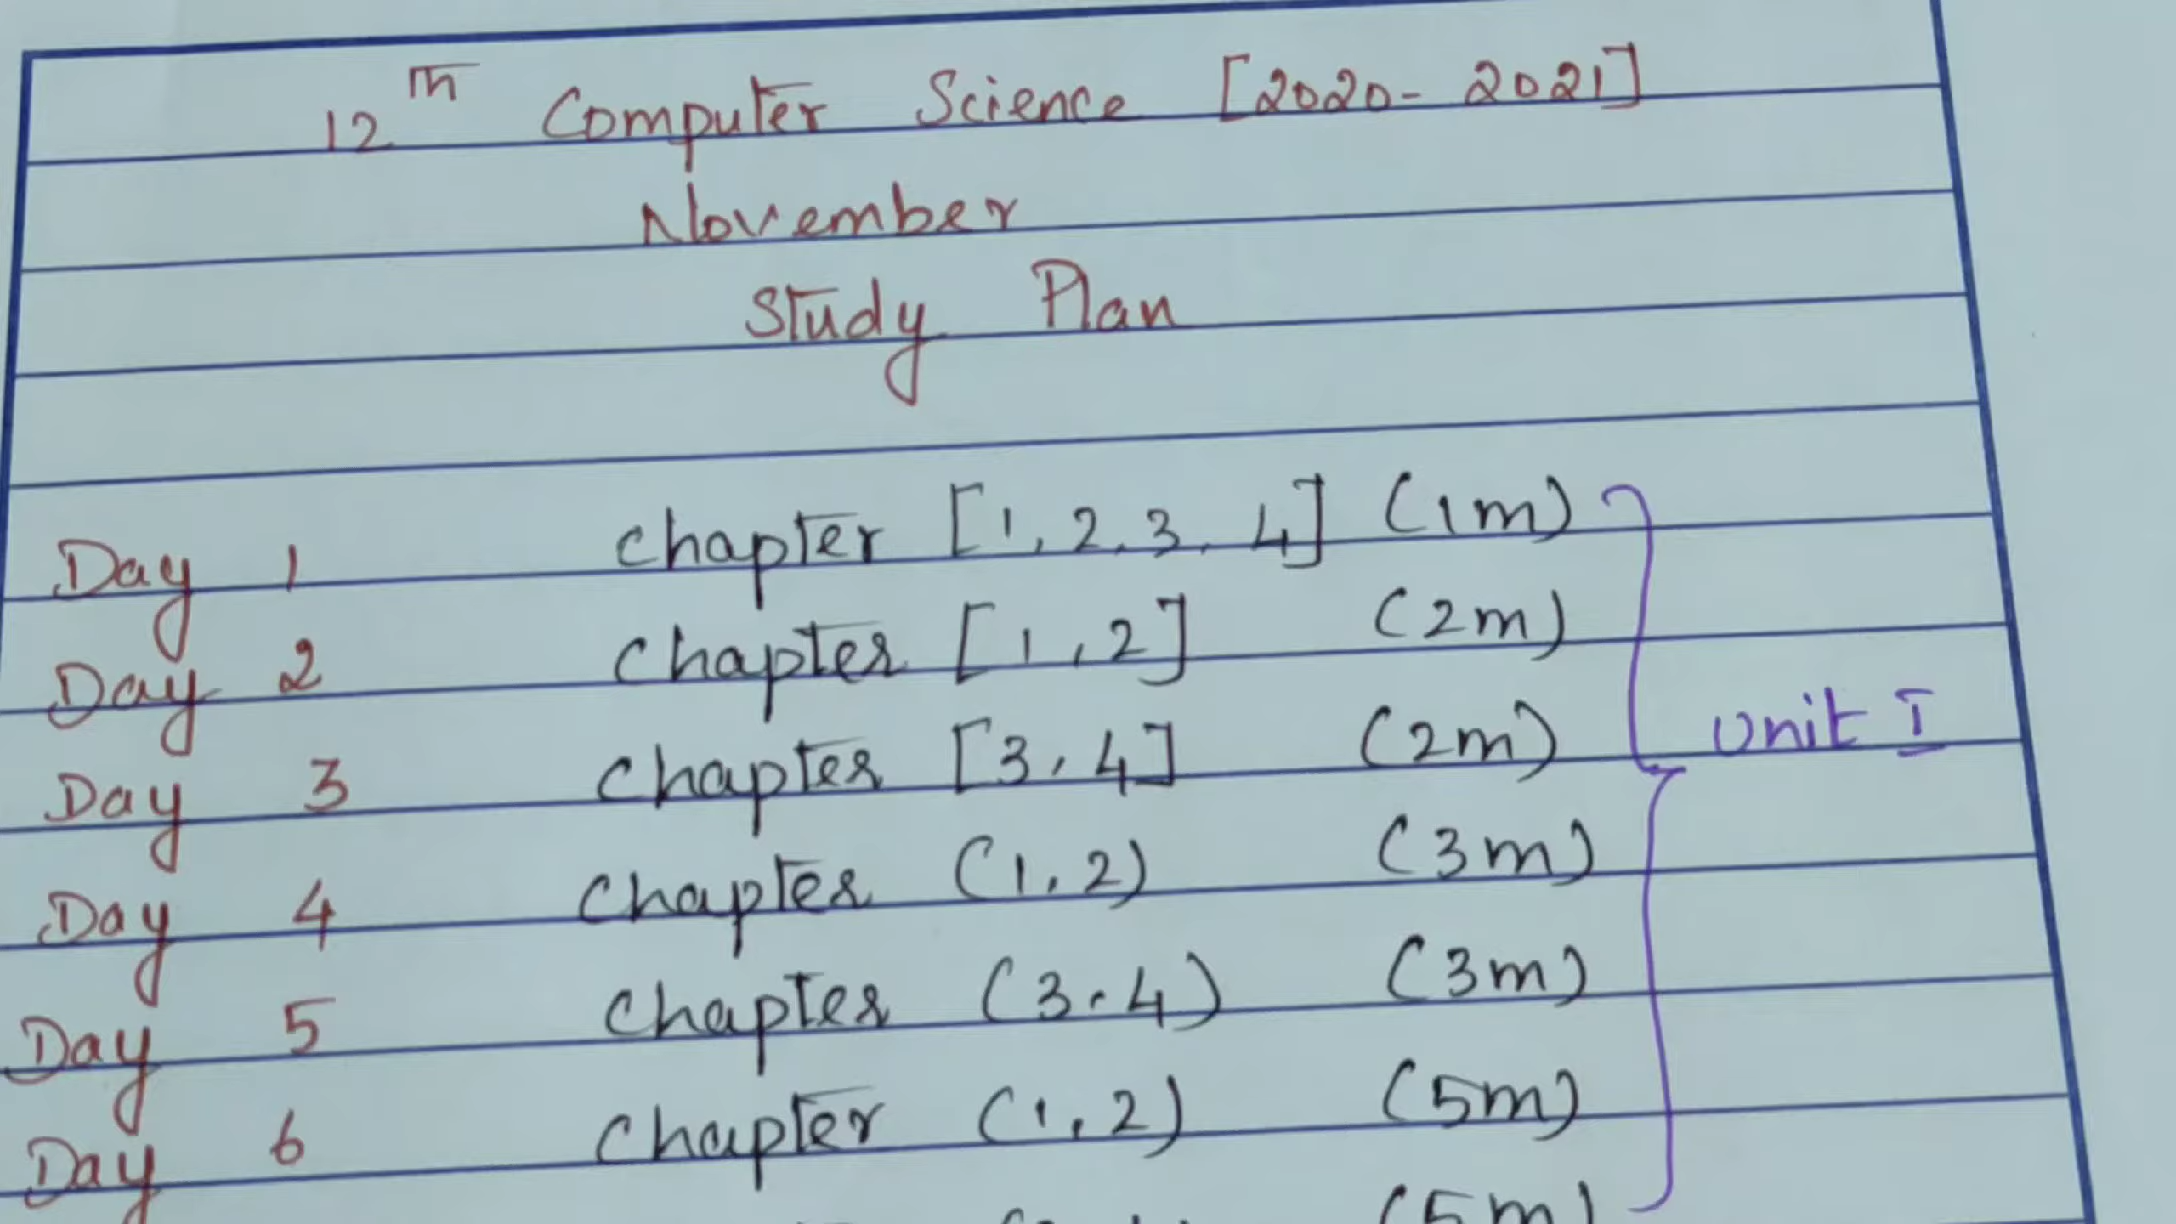 12th Computer Science [2020-2021]
November
Study Plan
Day 1 chapter [1, 2, 3, 4] (1m)
Day 2 chapter [1, 2] (2m)
Day 3 chapter [3, 4] (2m)
Unit I
Day 4 chapter (1, 2) (3m)
Day 5 chapter (3, 4) (3m)
Day 6 chapter (1, 2) (5m)
Day (5m)